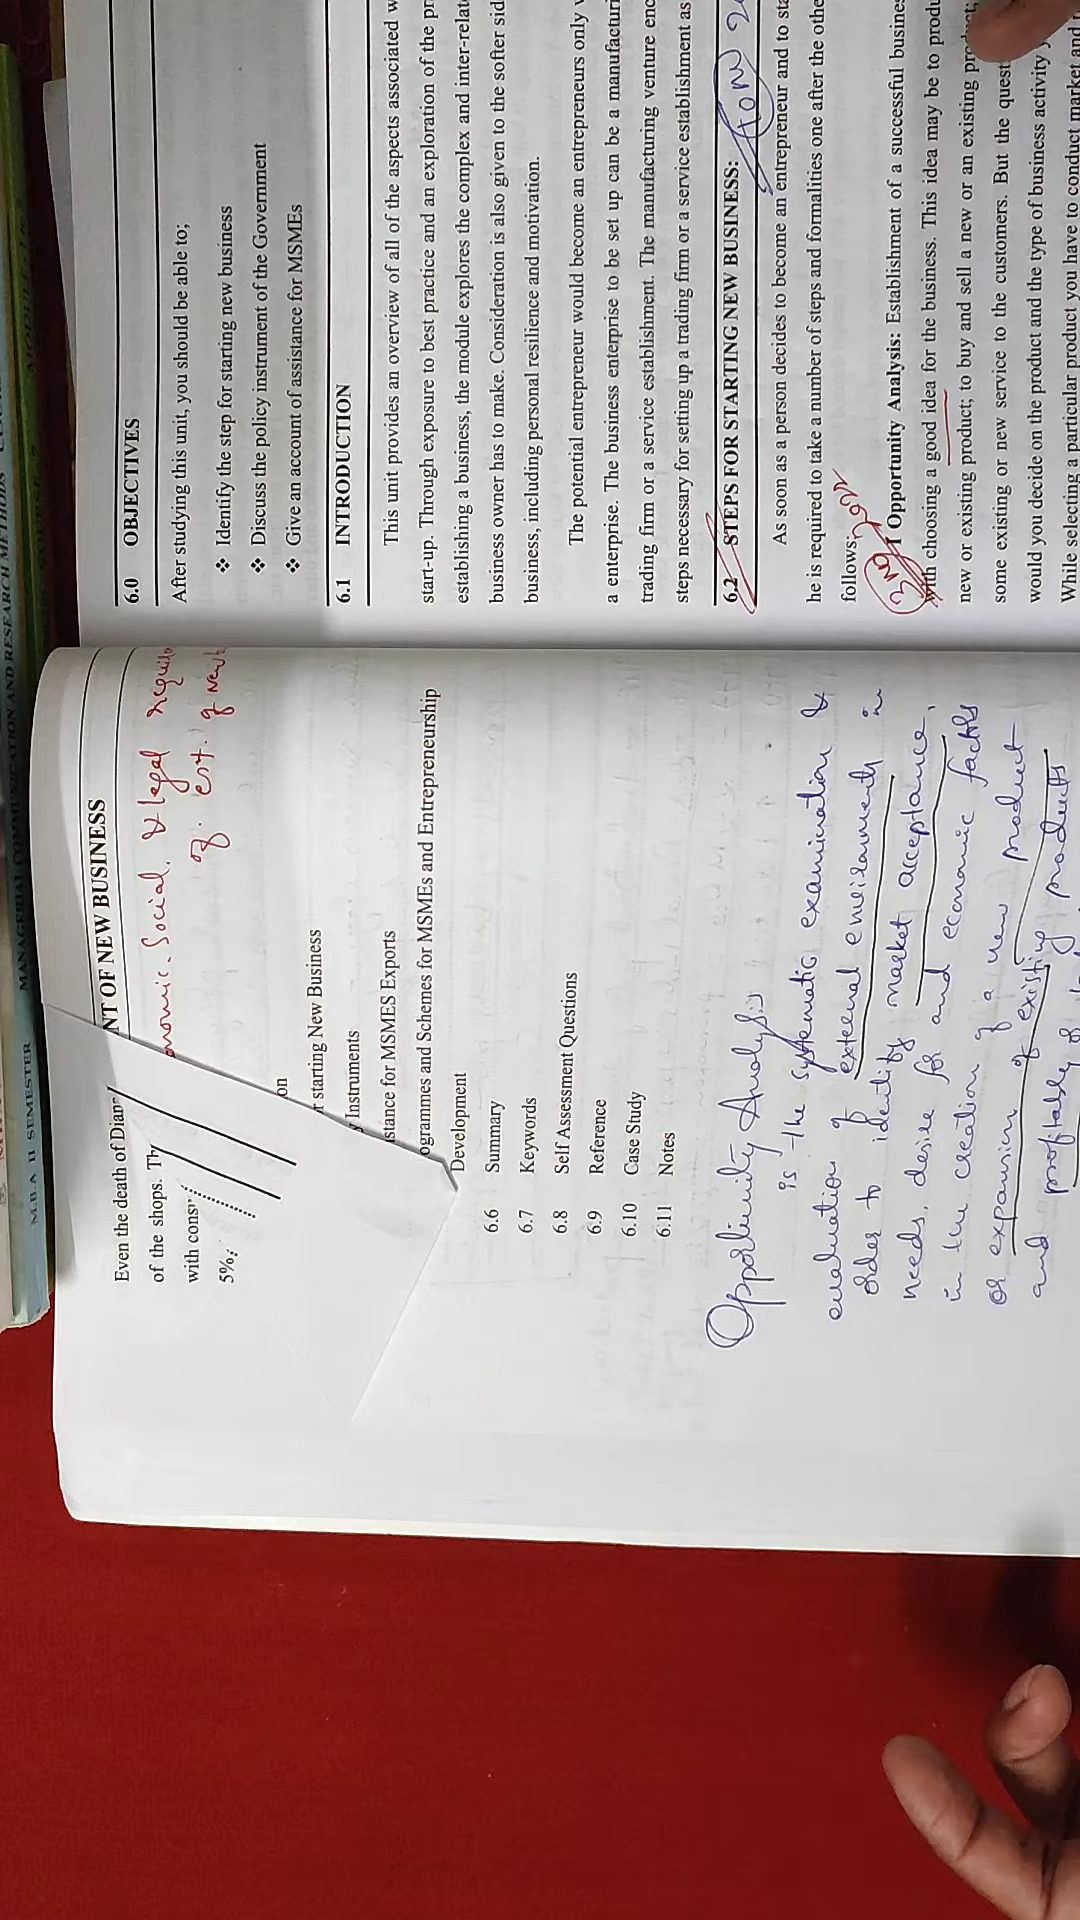 MANAGERIAL COMMUNICATION AND RESEARCH METHODS
M.B.A II SEMESTER
NT OF NEW BUSINESS
Even the death of Dian
of the shops. Th
with cons
5%;
onomic, Social, & legal requi
of. ent. of new
on
r starting New Business
y Instruments
istance for MSMES Exports
ogrammes and Schemes for MSMEs and Entrepreneurship
Development
6.6 Summary
6.7 Keywords
6.8 Self Assessment Questions
6.9 Reference
6.10 Case Study
6.11 Notes
Opportunity Analysis
is the systematic examination &
evaluation of external environments in
order to identify market acceptance,
needs, desire for and economic factors
in the creation of a new product
or expansion of existing product
and profitably of products
6.0 OBJECTIVES
After studying this unit, you should be able to;
❖ Identify the step for starting new business
❖ Discuss the policy instrument of the Government
❖ Give an account of assistance for MSMEs
6.1 INTRODUCTION
This unit provides an overview of all of the aspects associated w
start-up. Through exposure to best practice and an exploration of the pr
establishing a business, the module explores the complex and inter-relate
business owner has to make. Consideration is also given to the softer sid
business, including personal resilience and motivation.
The potential entrepreneur would become an entrepreneurs only w
a enterprise. The business enterprise to be set up can be a manufacturi
trading firm or a service establishment. The manufacturing venture enc
steps necessary for setting up a trading firm or a service establishment as
6.2 STEPS FOR STARTING NEW BUSINESS: 10M
As soon as a person decides to become an entrepreneur and to sta
he is required to take a number of steps and formalities one after the othe
follows:
1 Opportunity Analysis: Establishment of a successful busines
with choosing a good idea for the business. This idea may be to produ
new or existing product; to buy and sell a new or an existing product;
some existing or new service to the customers. But the quest
would you decide on the product and the type of business activity
While selecting a particular product you have to conduct market and